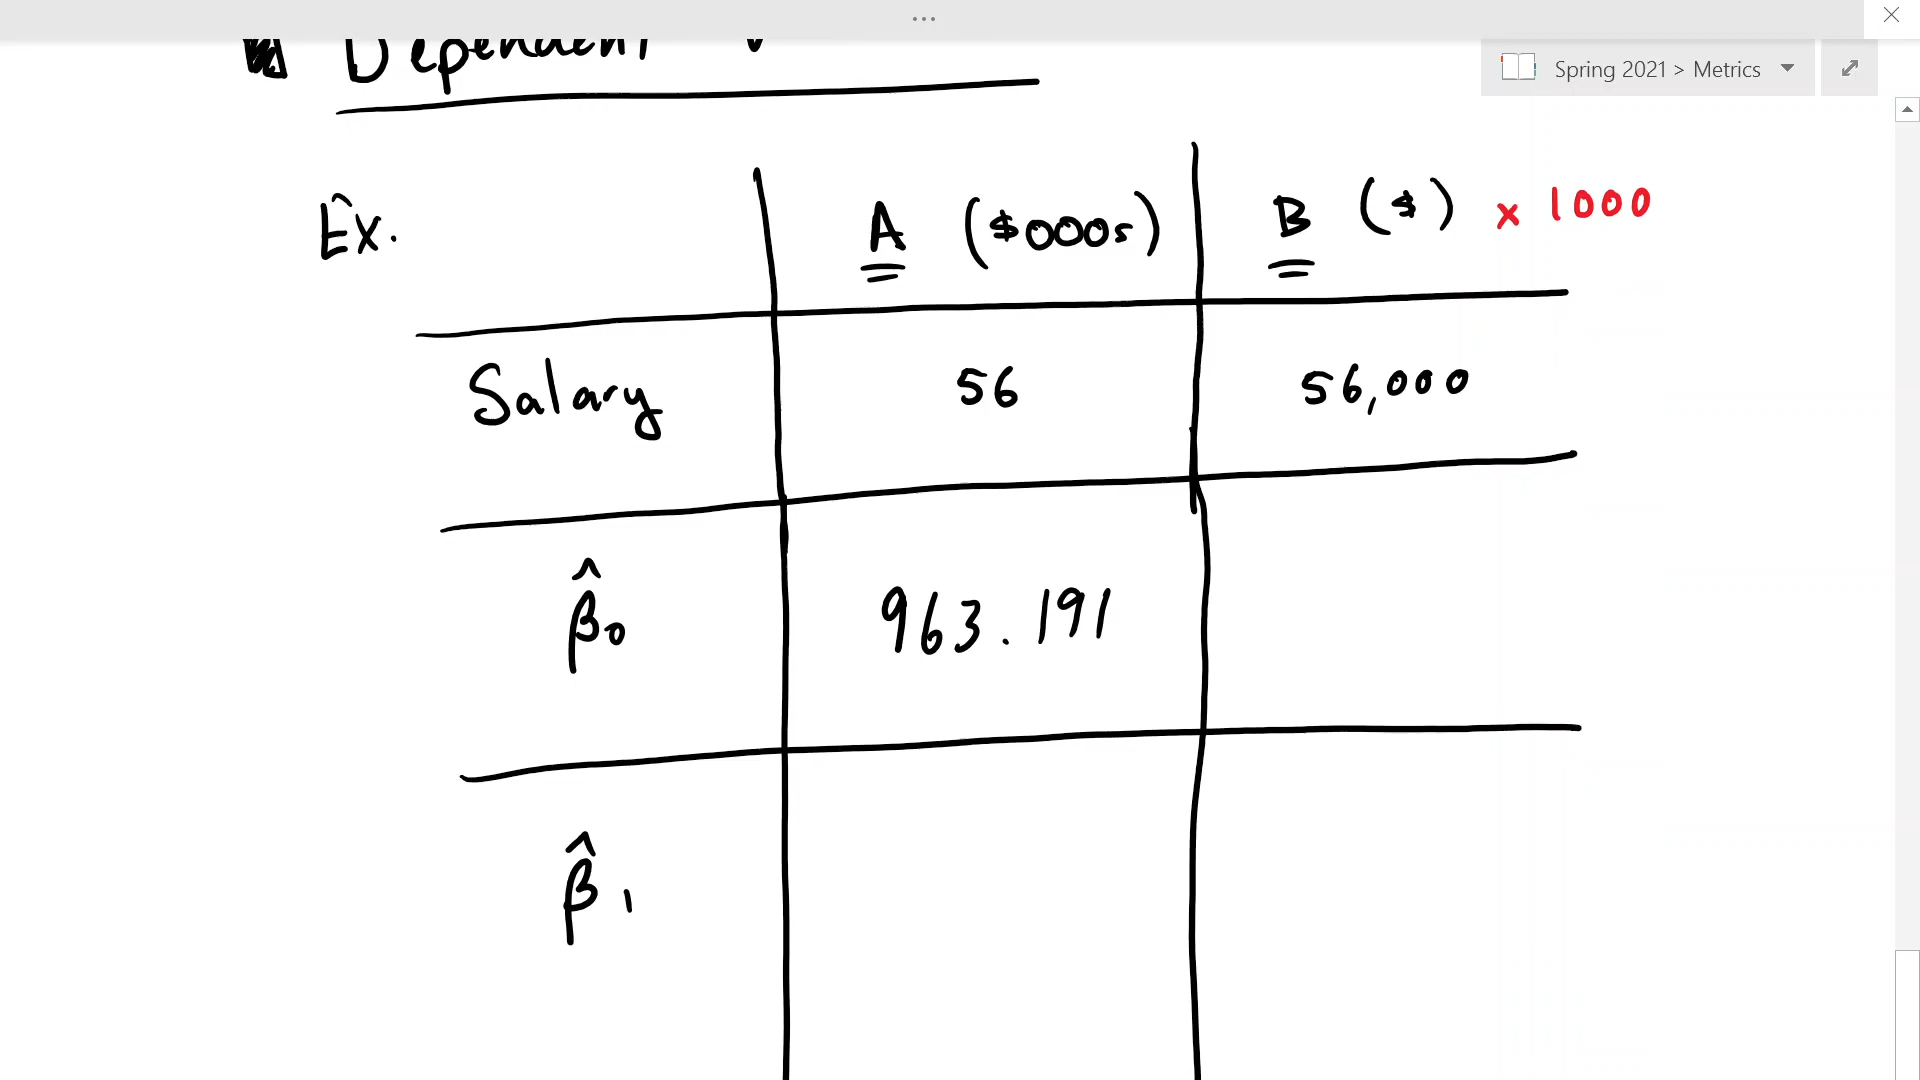 Dependent
Spring 2021 > Metrics
Ex.
A ($000s)
B ($) x 1000
Salary 56 56,000
β̂₀ 963.191
β̂₁